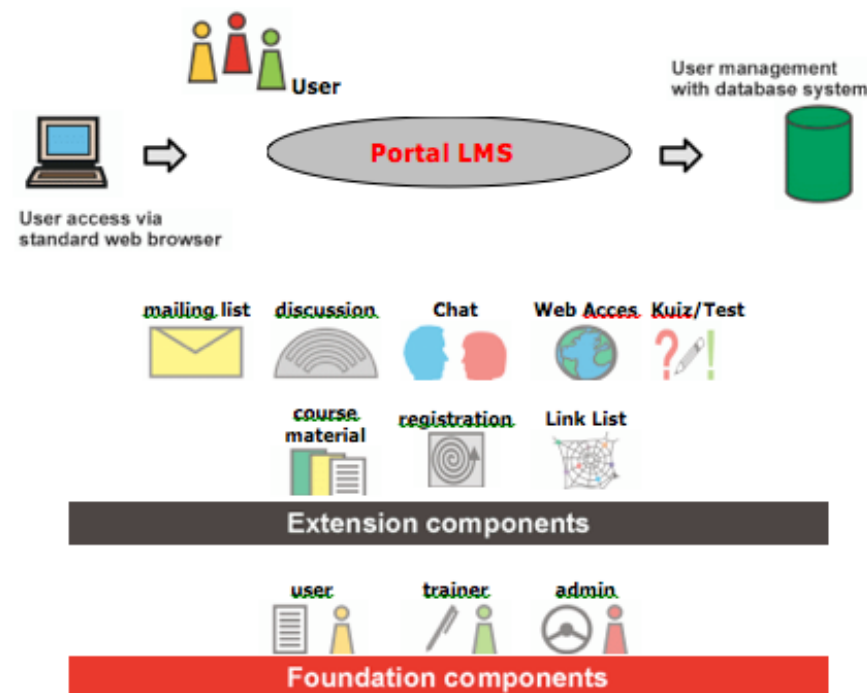 User
User management
with database system
Portal LMS
User access via
standard web browser
mailing list
discussion
Chat
Web Acces
Kuiz/Test
course
material
registration
Link List
Extension components
user
trainer
admin
Foundation components